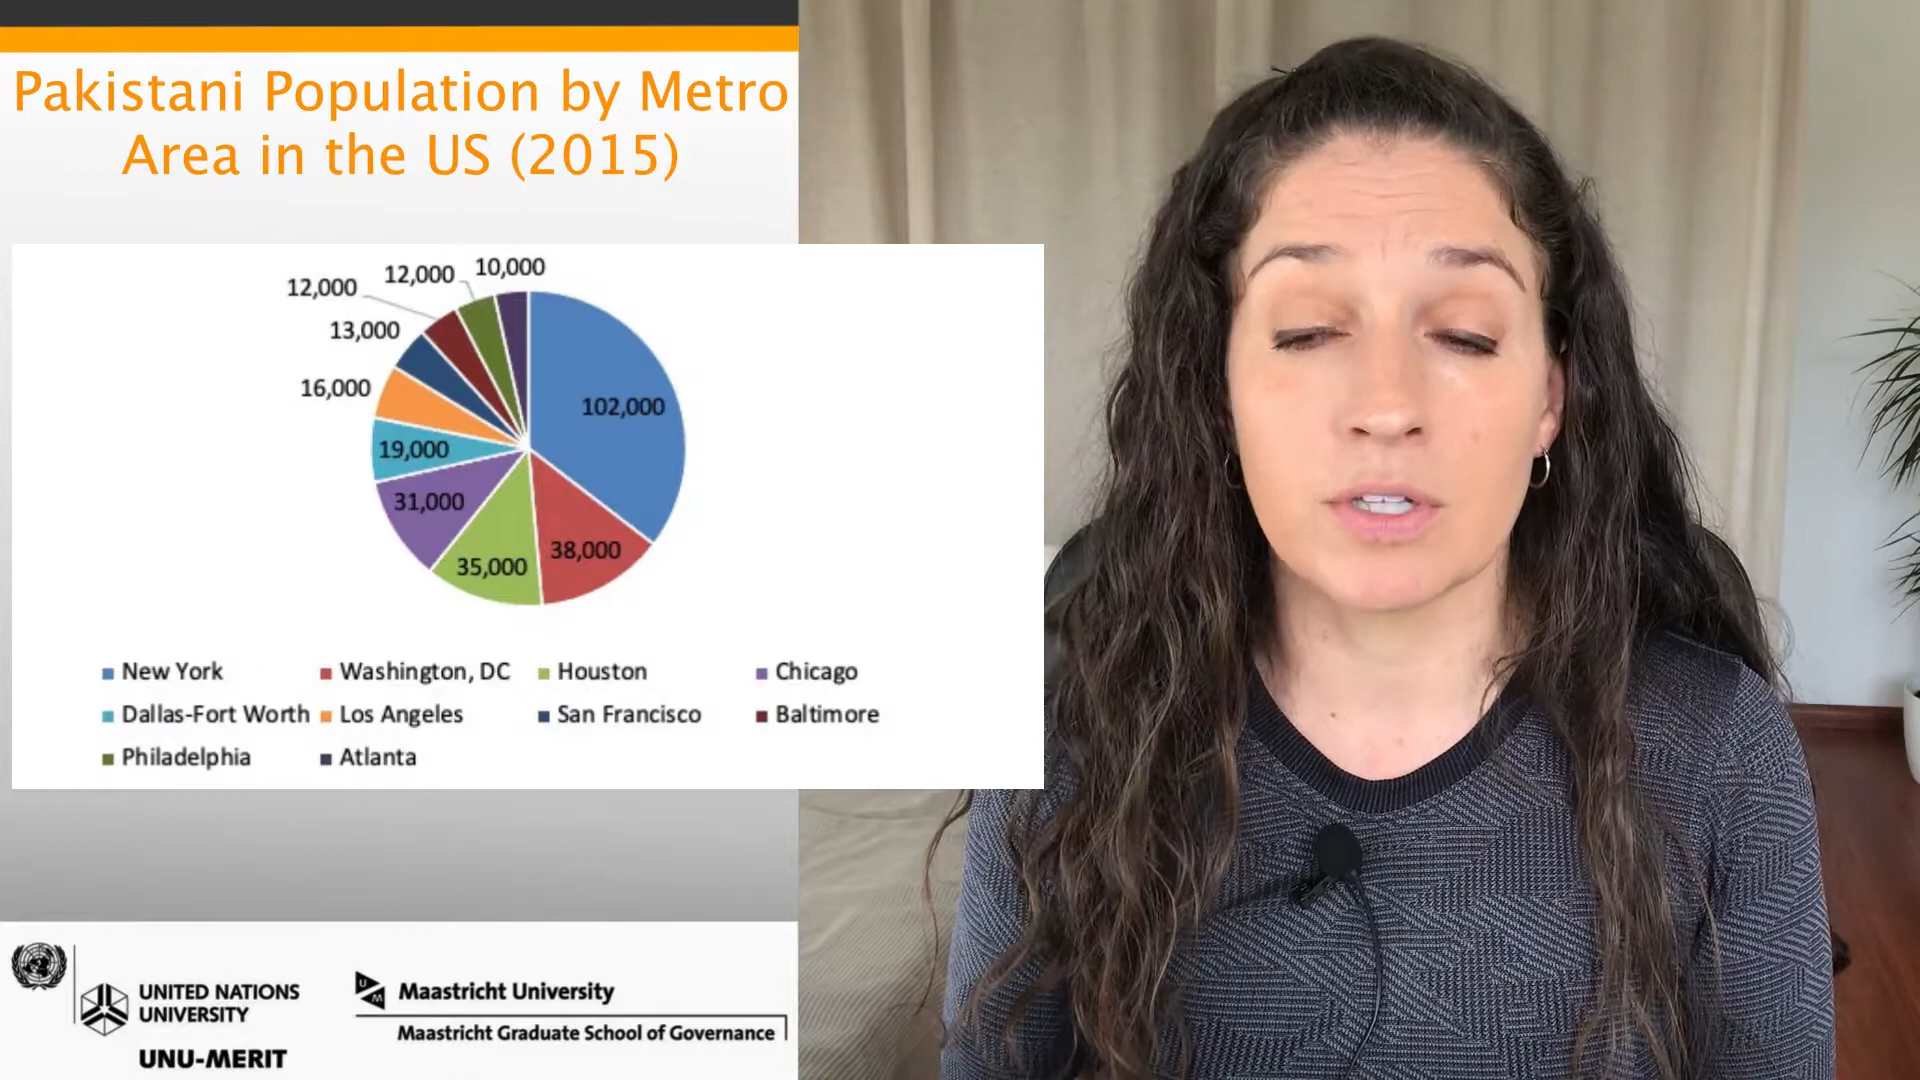 Pakistani Population by Metro
Area in the US (2015)
12,000
12,000
10,000
13,000
16,000
102,000
19,000
31,000
35,000
38,000
New York
Washington, DC
Houston
Chicago
Dallas-Fort Worth
Los Angeles
San Francisco
Baltimore
Philadelphia
Atlanta
UNITED NATIONS
UNIVERSITY
UNU-MERIT
U
M
Maastricht University
Maastricht Graduate School of Governance